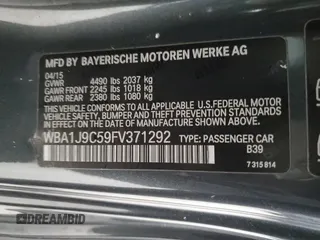 MFD BY BAYERISCHE MOTOREN WERKE AG
04/15
GVWR 4490 lbs 2037 kg
GAWR FRONT 2245 lbs 1018 kg
GAWR REAR 2380 lbs 1080 kg
THIS VEHICLE CONFORMS TO ALL APPLICABLE
FEDERAL MOTOR VEHICLE SAFETY,
BUMPER, AND THEFT PREVENTION STANDARDS
IN EFFECT ON THE DATE OF
MANUFACTURE SHOWN ABOVE.
WBA1J9C59FV371292 TYPE: PASSENGER CAR
B39
7 315 814
DREAMBID